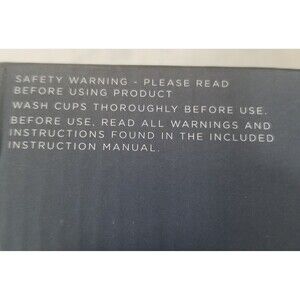 SAFETY WARNING - PLEASE READ
BEFORE USING PRODUCT
WASH CUPS THOROUGHLY BEFORE USE.
BEFORE USE, READ ALL WARNINGS AND
INSTRUCTIONS FOUND IN THE INCLUDED
INSTRUCTION MANUAL.